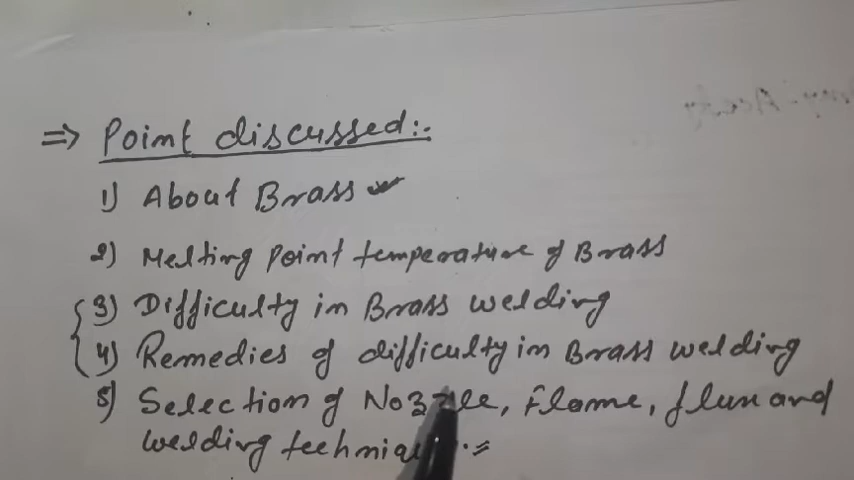 => Point discussed:-
1) About Brass
2) Melting Point temperature of Brass
3) Difficulty in Brass welding
4) Remedies of difficulty in Brass welding
5) Selection of Nozzle, Flame, flux and
welding